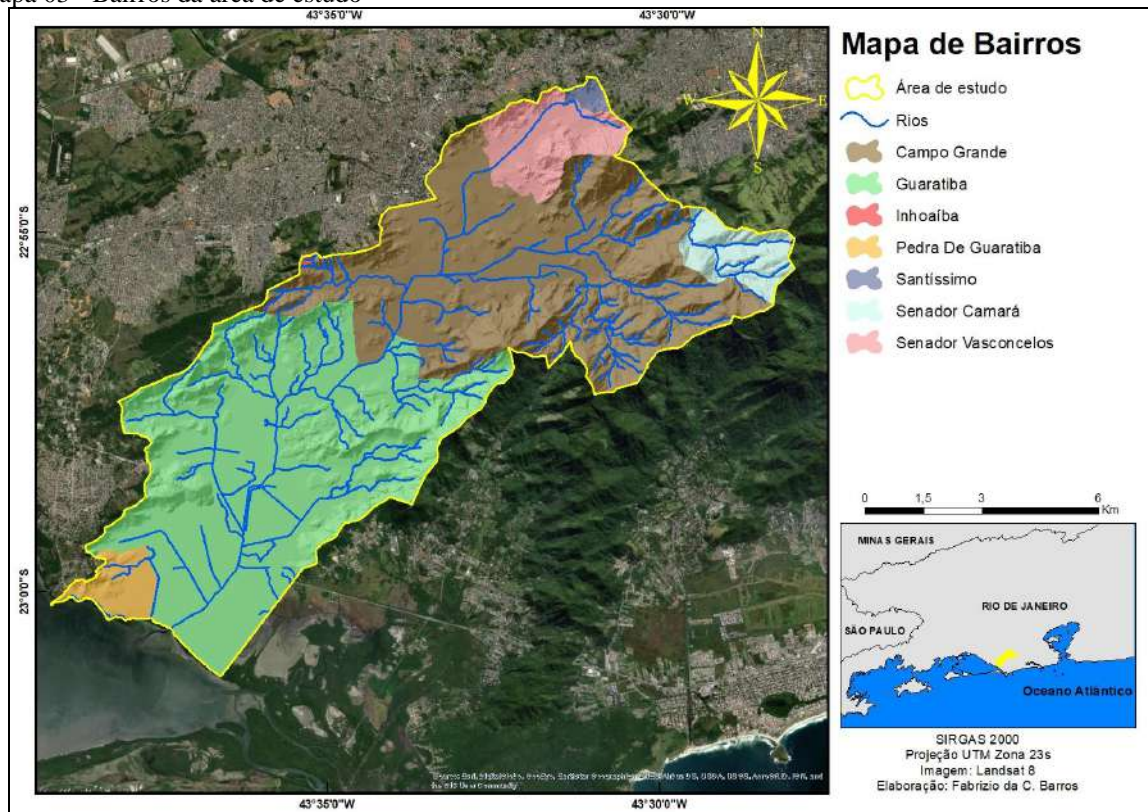 apa 03 - Bairros da área de estudo
43°35'0"W
43°30'0"W
22°55'0"S
23°0'0"S
43°35'0"W
43°30'0"W
N
W
E
S
Mapa de Bairros
Área de estudo
Rios
Campo Grande
Guaratiba
Inhoaíba
Pedra De Guaratiba
Santíssimo
Senador Camará
Senador Vasconcelos
0 1,5 3 6
Km
MINAS GERAIS
RIO DE JANEIRO
SÃO PAULO
Oceano Atlântico
SIRGAS 2000
Projeção UTM Zona 23s
Imagem: Landsat 8
Elaboração: Fabrizio da C. Barros